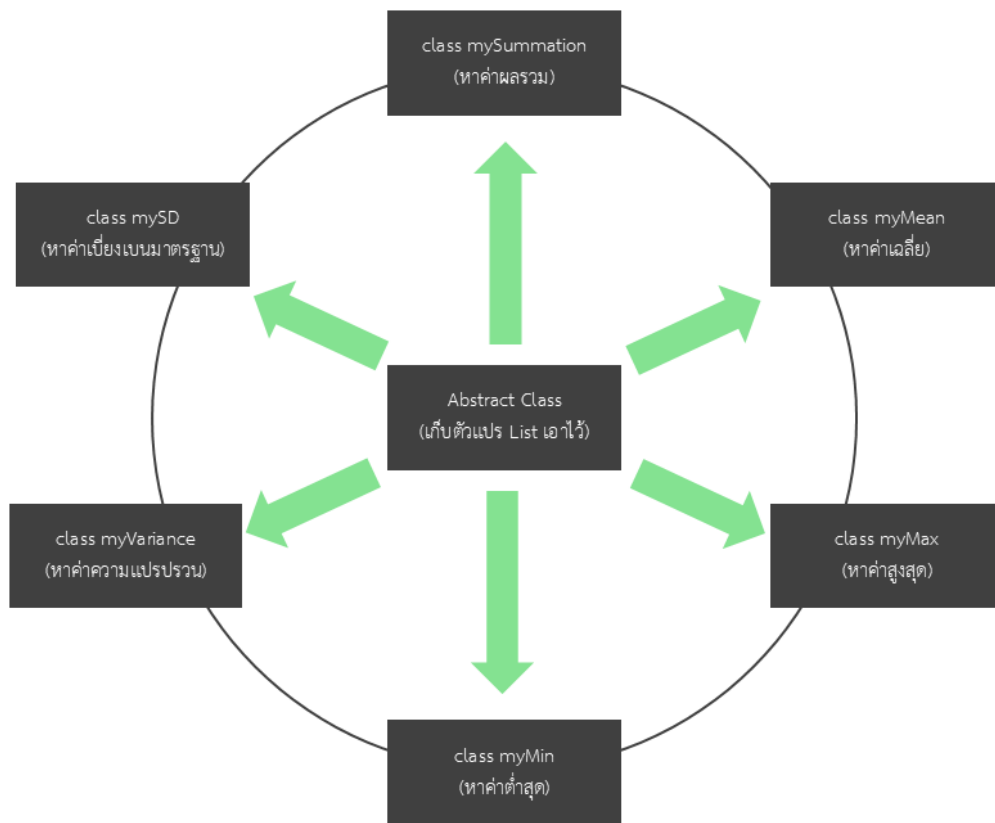 class mySummation
(หาค่าผลรวม)
class mySD
(หาค่าเบี่ยงเบนมาตรฐาน)
class myMean
(หาค่าเฉลี่ย)
Abstract Class
(เก็บตัวแปร List เอาไว้)
class myVariance
(หาค่าความแปรปรวน)
class myMax
(หาค่าสูงสุด)
class myMin
(หาค่าต่ำสุด)